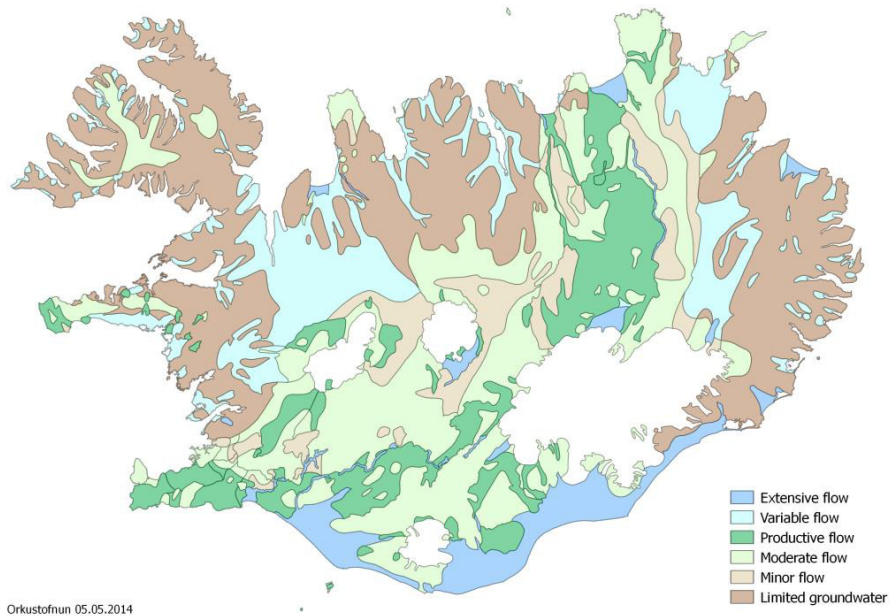 Extensive flow
Variable flow
Productive flow
Moderate flow
Minor flow
Limited groundwater
Orkustofnun 05.05.2014